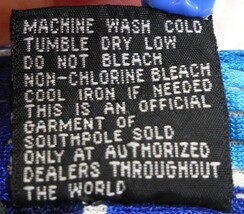 MACHINE WASH COLD
TUMBLE DRY LOW
DO NOT BLEACH
NON-CHLORINE BLEACH
COOL IRON IF NEEDED
THIS IS AN OFFICIAL
GARMENT OF
SOUTHPOLE SOLD
ONLY AT AUTHORIZED
DEALERS THROUGHOUT
THE WORLD